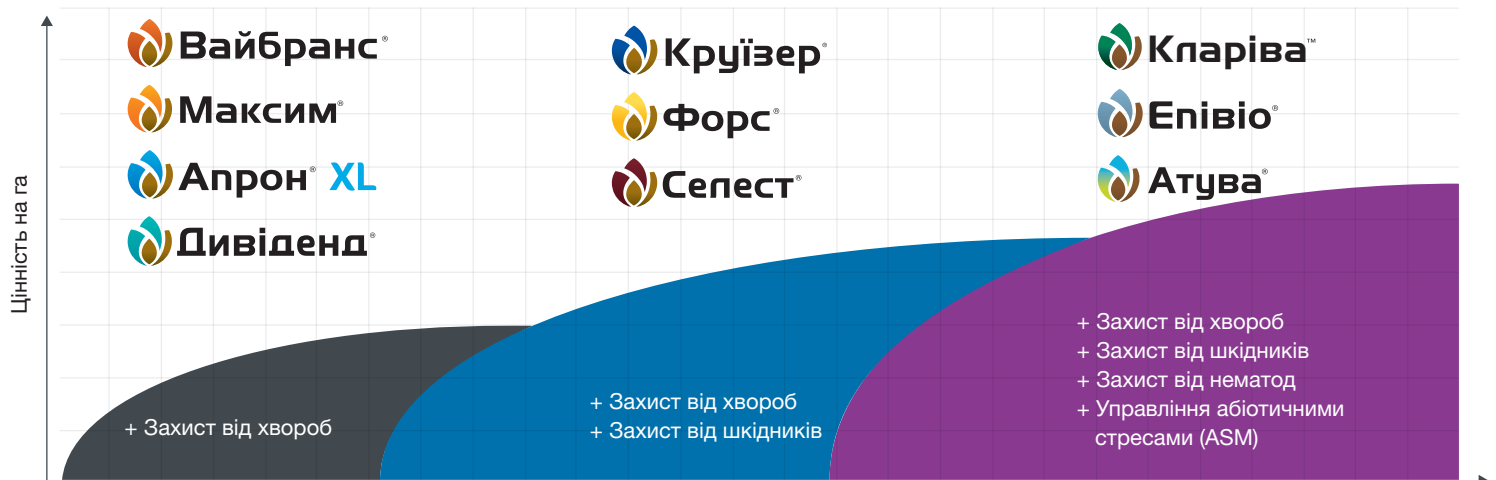 Вайбранс®
Максим®
Апрон® XL
Дивіденд®
Круїзер®
Форс®
Селест®
Кларіва™
Епівіо®
Атува®
Цінність на га
+ Захист від хвороб
+ Захист від хвороб
+ Захист від шкідників
+ Захист від хвороб
+ Захист від шкідників
+ Захист від нематод
+ Управління абіотичними
стресами (ASM)